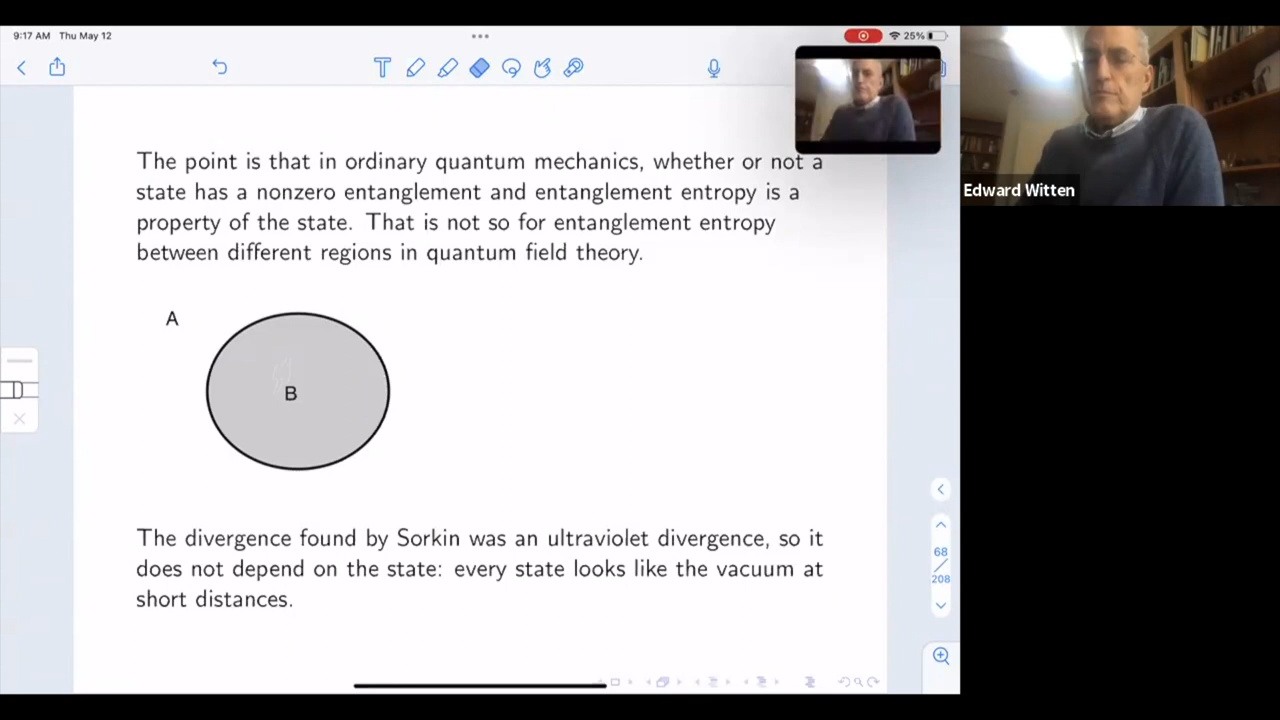 9:17 AM Thu May 12
25%
The point is that in ordinary quantum mechanics, whether or not a
state has a nonzero entanglement and entanglement entropy is a
property of the state. That is not so for entanglement entropy
between different regions in quantum field theory.
A
B
The divergence found by Sorkin was an ultraviolet divergence, so it
does not depend on the state: every state looks like the vacuum at
short distances.
68
/
208
Edward Witten